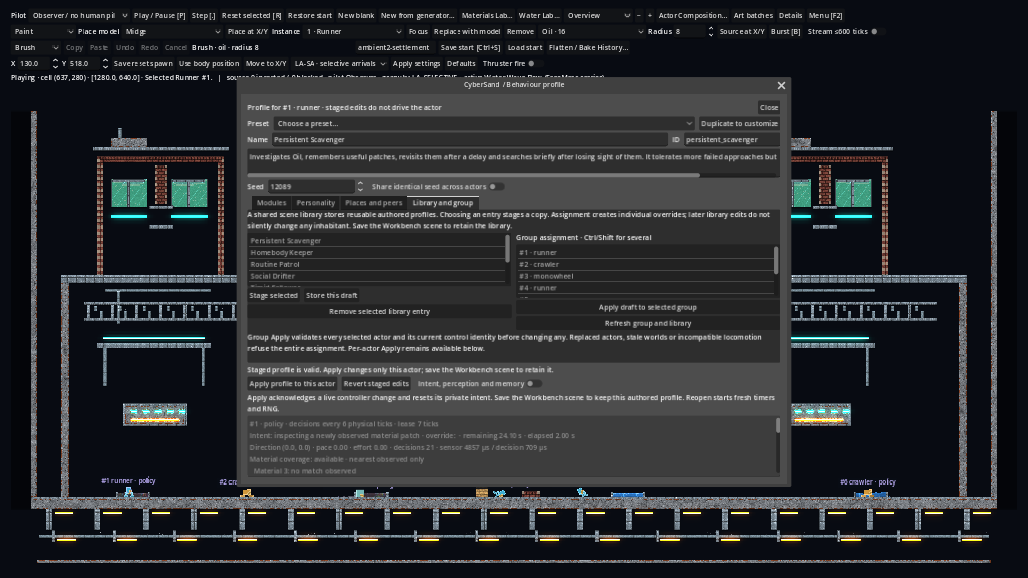 Pilot Observer / no human pil Play / Pause [P] Step [.] Reset selected [R] Restore start New blank New from generator... Materials Lab... Water Lab... Overview − + Actor Composition... Art batches Details Menu [F2]
Paint Place model Midge Place at X/Y Instance 1 · Runner Focus Replace with model Remove Oil · 16 Radius 8 Source at X/Y Burst [B] Stream ≤600 ticks
Brush Copy Paste Undo Redo Cancel Brush · oil · radius 8 ambient2-settlement Save start [Ctrl+S] Load start Flatten / Bake History...
X 130.0 Y 518.0 Save sets spawn Use body position Move to X/Y LA-SA - selective arrivals Apply settings Defaults Thruster fire
Playing · cell (637, 280) · [1280.0, 640.0] · Selected Runner #1. |
CyberSand / Behaviour profile
Profile for #1 · runner · staged edits do not drive the actor
Close
Preset Choose a preset... Duplicate to customize
Name Persistent Scavenger ID persistent_scavenger
Investigates Oil, remembers useful patches, revisits them after a delay and searches briefly after losing sight of them. It tolerates more failed approaches but
Seed 12089 Share identical seed across actors
Modules Personality Places and peers Library and group
A shared scene library stores reusable authored profiles. Choosing an entry stages a copy. Assignment creates individual overrides; later library edits do not
silently change any inhabitant. Save the Workbench scene to retain the library.
Persistent Scavenger
Homebody Keeper
Routine Patrol
Social Drifter
Group assignment · Ctrl/Shift for several
#1 · runner
#2 · crawler
#3 · monowheel
#4 · runner
Stage selected Store this draft
Remove selected library entry
Apply draft to selected group
Refresh group and library
Group Apply validates every selected actor and its current control identity before changing any. Replaced actors, stale worlds or incompatible locomotion
refuse the entire assignment. Per-actor Apply remains available below.
Staged profile is valid. Apply changes only this actor; save the Workbench scene to retain it.
Apply profile to this actor Revert staged edits Intent, perception and memory
Apply acknowledges a live controller change and resets its private intent. Save the Workbench scene to keep this authored profile. Reopen starts fresh timers
and RNG.
#1 · policy · decisions every 6 physical ticks · lease 7 ticks
Intent: inspecting a newly observed material patch · override: · remaining 24.10 s · elapsed 2.00 s
Direction (0.0, 0.0) · pace 0.00 · effort 0.00 · decisions 21 · sensor 4857 µs / decision 709 µs
Material coverage: available · nearest observed only
Material 3: no match observed
#1 runner · policy
#2 cra
#6 crawler · policy